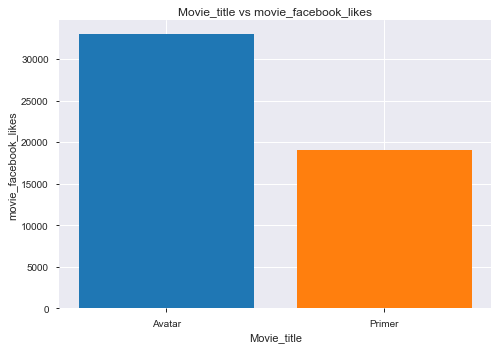 Movie_title vs movie_facebook_likes
movie_facebook_likes
30000
25000
20000
15000
10000
5000
0
Avatar
Primer
Movie_title